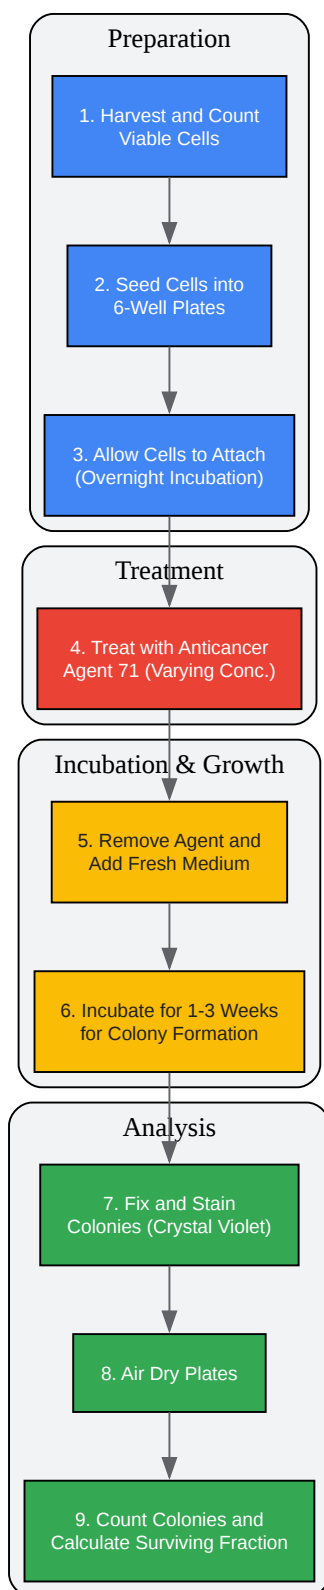 Preparation
1. Harvest and Count
Viable Cells
2. Seed Cells into
6-Well Plates
3. Allow Cells to Attach
(Overnight Incubation)
Treatment
4. Treat with Anticancer
Agent 71 (Varying Conc.)
Incubation & Growth
5. Remove Agent and
Add Fresh Medium
6. Incubate for 1-3 Weeks
for Colony Formation
Analysis
7. Fix and Stain
Colonies (Crystal Violet)
8. Air Dry Plates
9. Count Colonies and
Calculate Surviving Fraction